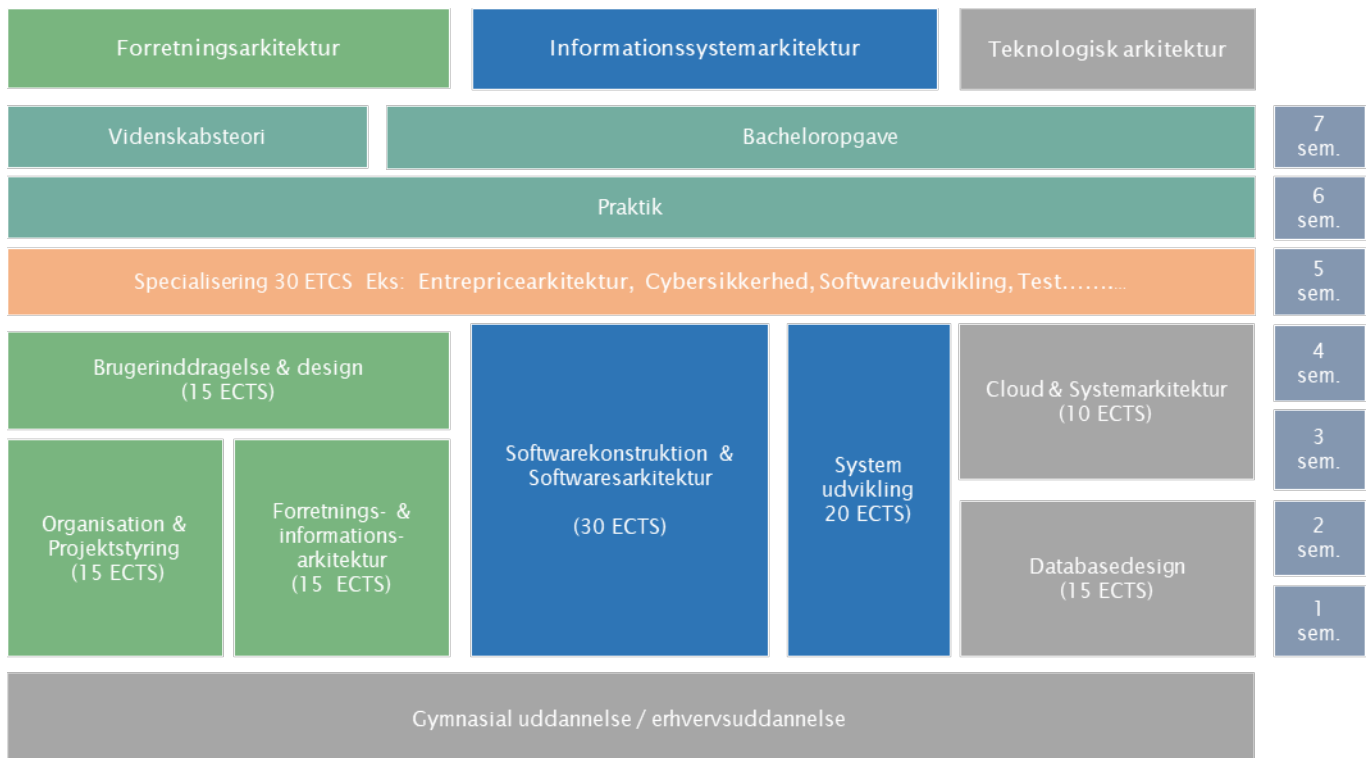 Forretningsarkitektur
Informationssystemarkitektur
Teknologisk arkitektur
Videnskabsteori
Bacheloropgave
7
sem.
Praktik
6
sem.
Specialisering 30 ETCS Eks: Entrepricearkitektur, Cybersikkerhed, Softwareudvikling, Test……....
5
sem.
Brugerinddragelse & design
(15 ECTS)
4
sem.
Cloud & Systemarkitektur
(10 ECTS)
3
sem.
Softwarekonstruktion &
Softwaresarkitektur
(30 ECTS)
System
udvikling
20 ECTS)
Organisation &
Projektstyring
(15 ECTS)
Forretnings- &
informations-
arkitektur
(15 ECTS)
Databasedesign
(15 ECTS)
2
sem.
1
sem.
Gymnasial uddannelse / erhvervsuddannelse